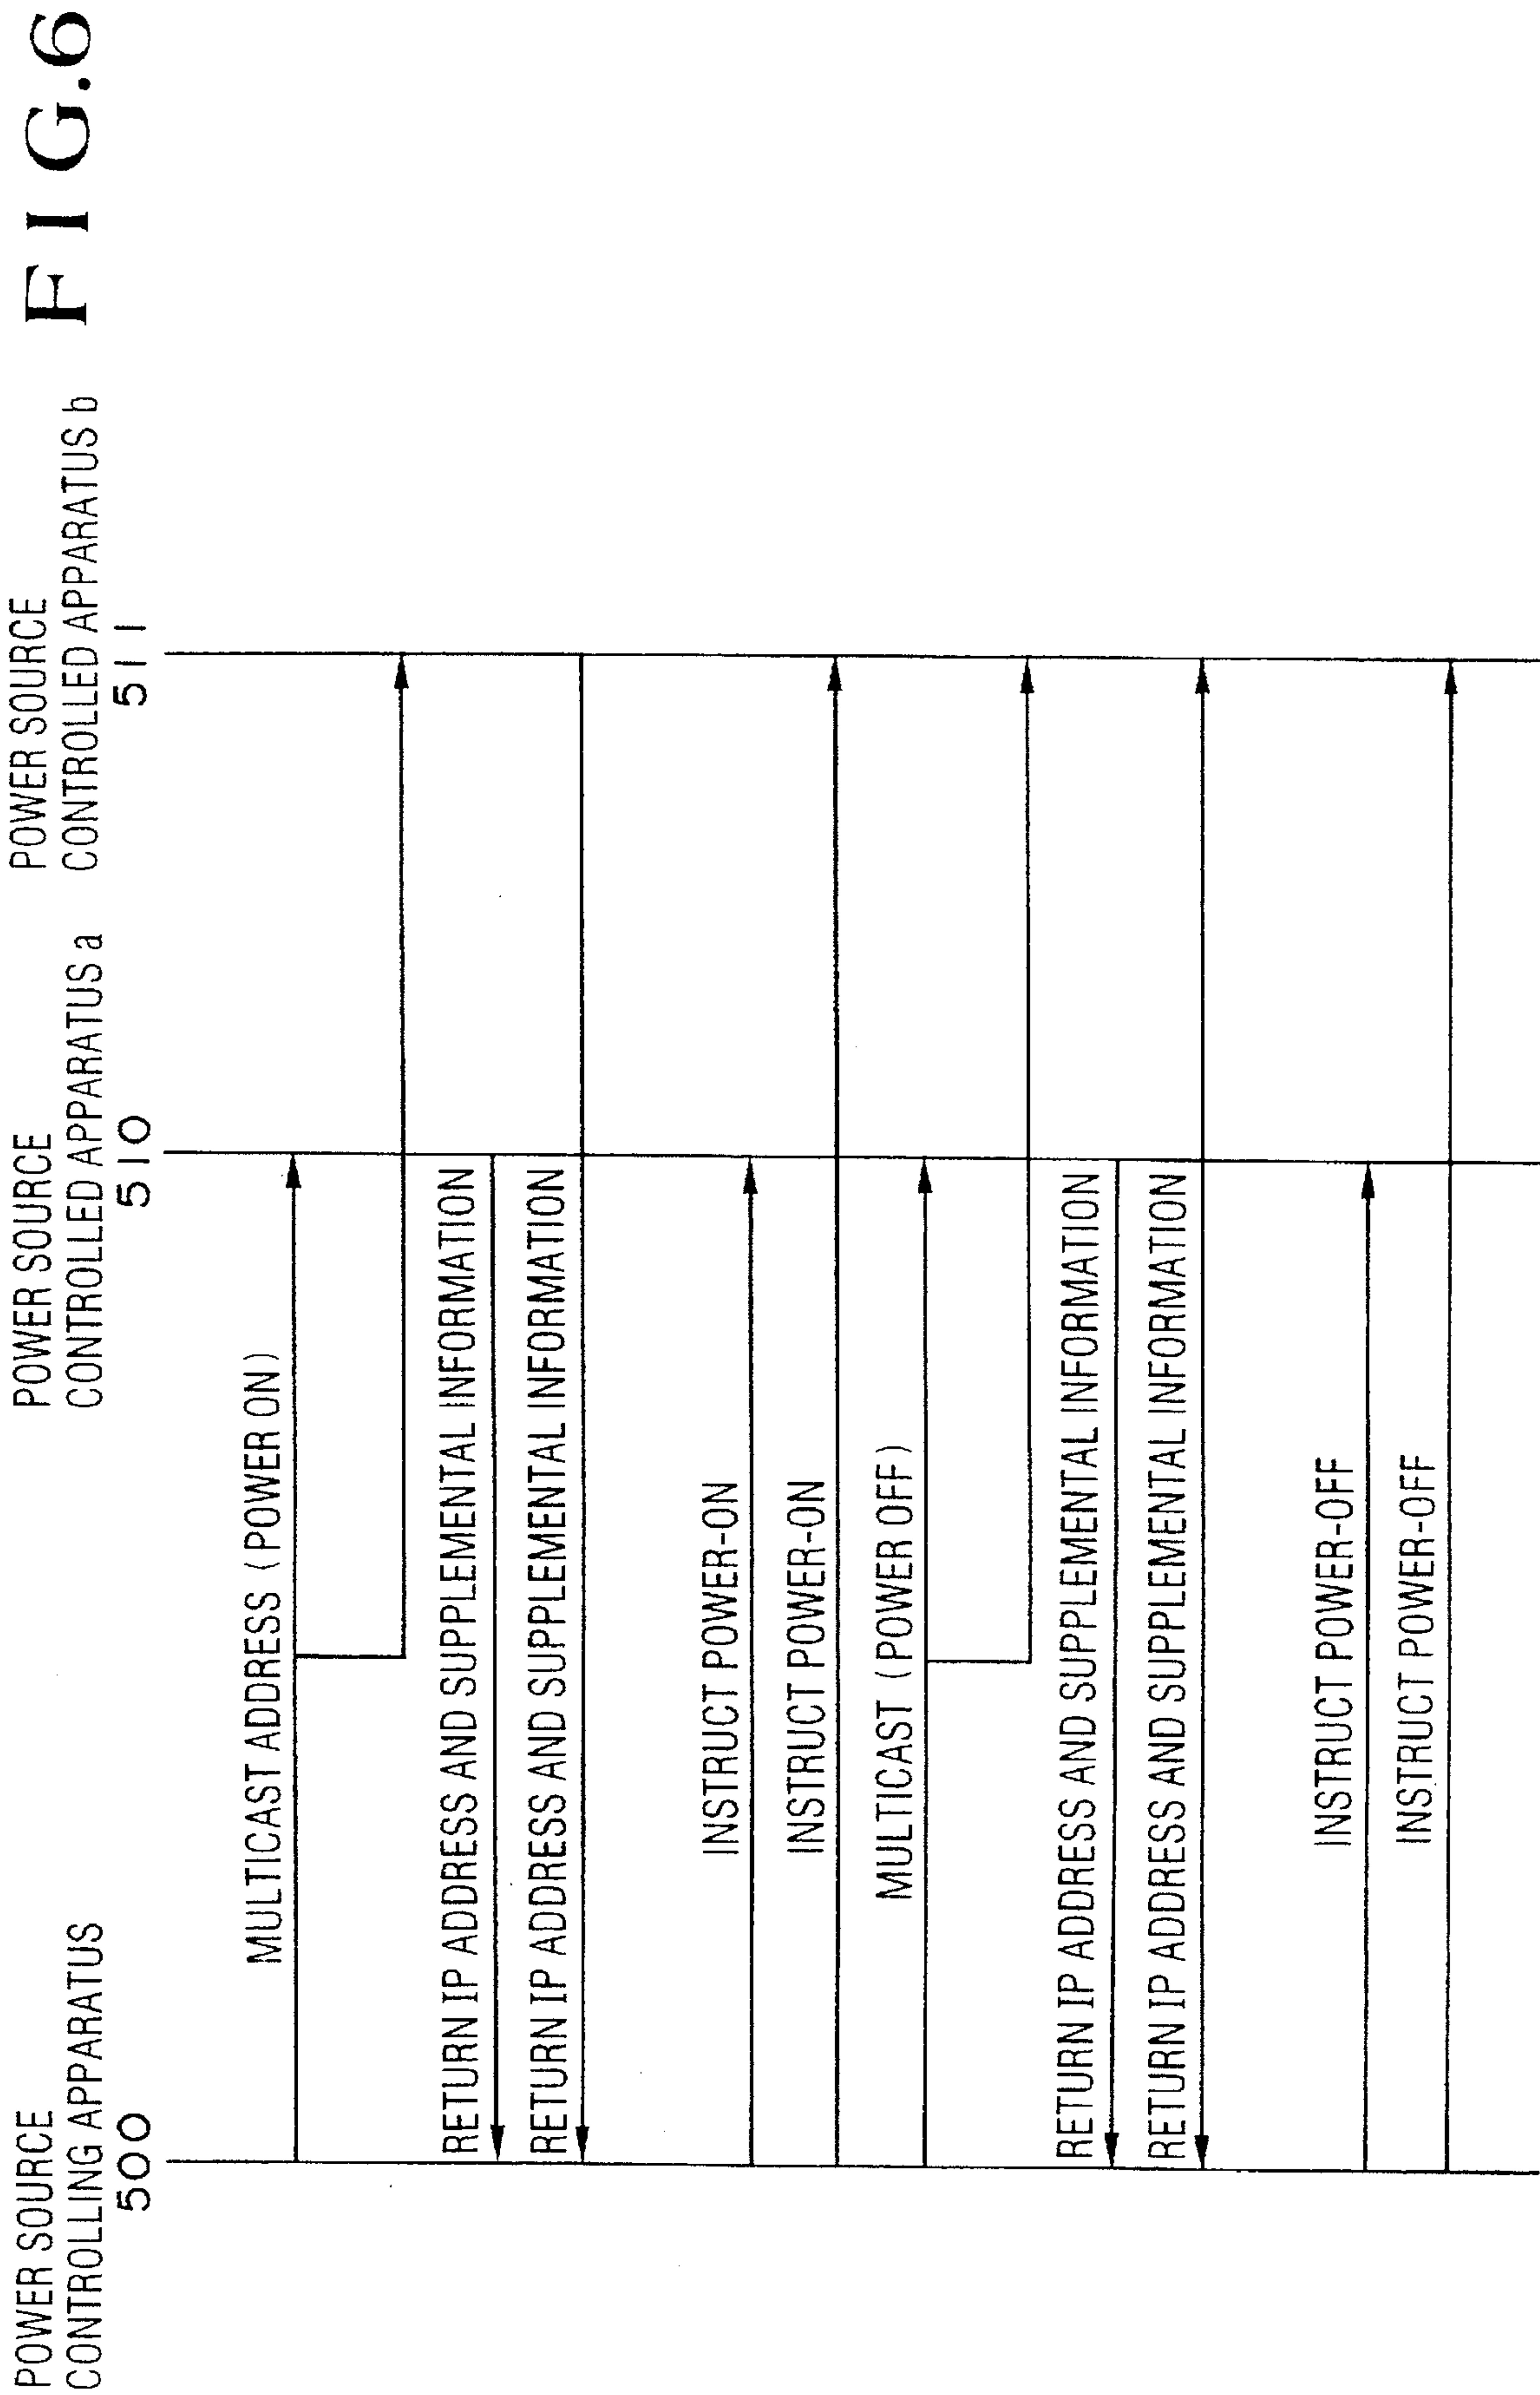 FIG.6
POWER SOURCE
CONTROLLING APPARATUS
500
POWER SOURCE
CONTROLLED APPARATUS a
510
POWER SOURCE
CONTROLLED APPARATUS b
511
MULTICAST ADDRESS (POWER ON)
RETURN IP ADDRESS AND SUPPLEMENTAL INFORMATION
RETURN IP ADDRESS AND SUPPLEMENTAL INFORMATION
INSTRUCT POWER-ON
INSTRUCT POWER-ON
MULTICAST (POWER OFF)
RETURN IP ADDRESS AND SUPPLEMENTAL INFORMATION
RETURN IP ADDRESS AND SUPPLEMENTAL INFORMATION
INSTRUCT POWER-OFF
INSTRUCT POWER-OFF